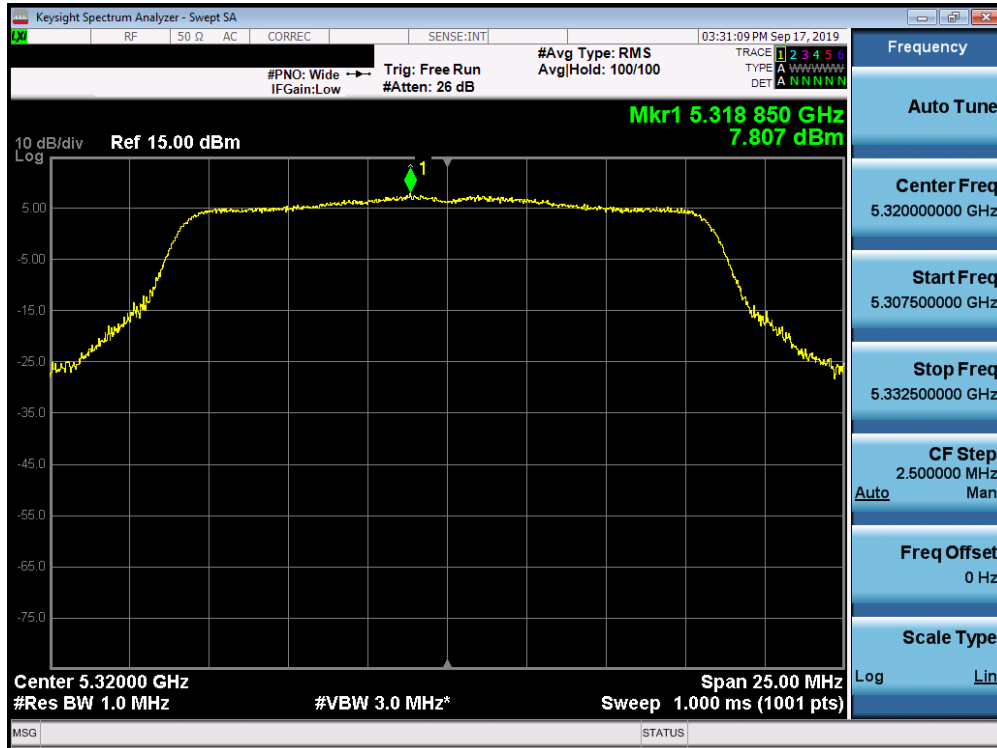 Keysight Spectrum Analyzer - Swept SA
LXI RF 50 Ω AC CORREC SENSE:INT 03:31:09 PM Sep 17, 2019
#PNO: Wide
IFGain:Low
Trig: Free Run
#Atten: 26 dB
#Avg Type: RMS
Avg|Hold: 100/100
TRACE 1 2 3 4 5 6
TYPE A WWWWW
DET A N N N N N
Mkr1 5.318 850 GHz
7.807 dBm
10 dB/div Ref 15.00 dBm
Log
1
5.00
-5.00
-15.0
-25.0
-35.0
-45.0
-55.0
-65.0
-75.0
Center 5.32000 GHz Span 25.00 MHz
#Res BW 1.0 MHz #VBW 3.0 MHz* Sweep 1.000 ms (1001 pts)
MSG STATUS
Frequency
Auto Tune
Center Freq
5.320000000 GHz
Start Freq
5.307500000 GHz
Stop Freq
5.332500000 GHz
CF Step
2.500000 MHz
Auto Man
Freq Offset
0 Hz
Scale Type
Log Lin